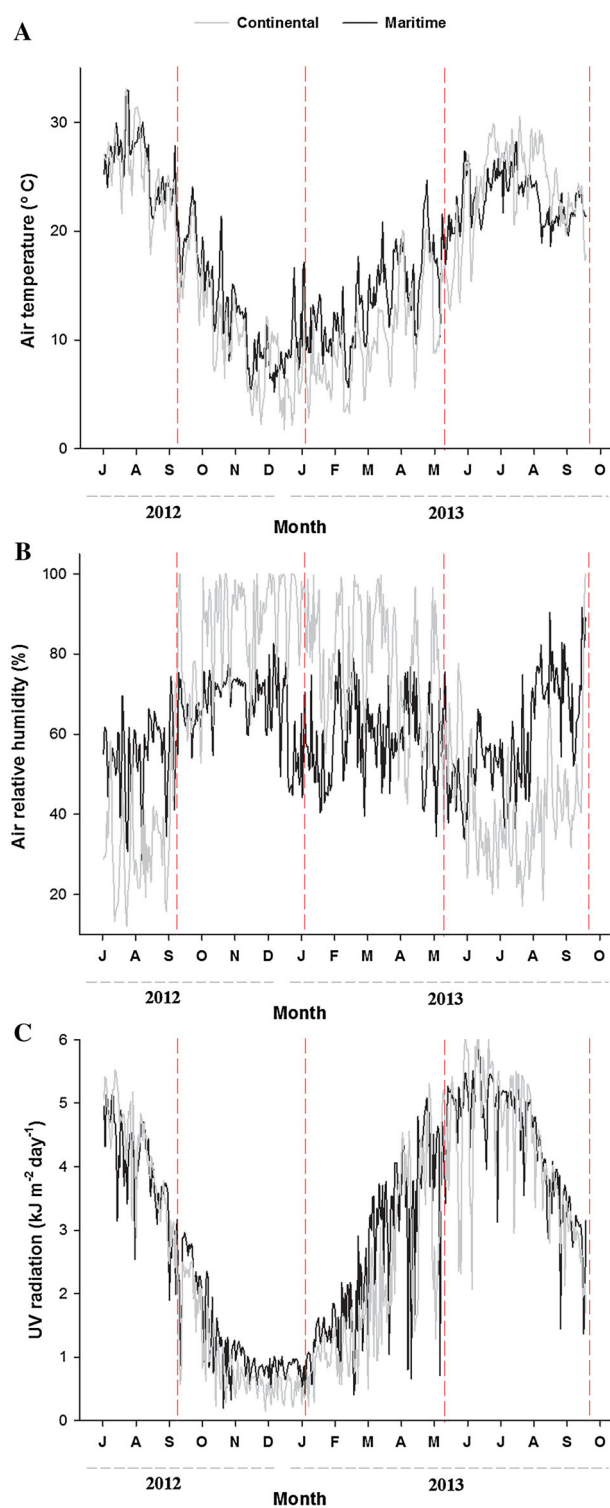 A
Continental Maritime
Air temperature (º C)
30
20
10
0
J A S O N D J F M A M J J A S O
2012 2013
Month
B
Air relative humidity (%)
100
80
60
40
20
J A S O N D J F M A M J J A S O
2012 2013
Month
C
UV radiation (kJ m⁻² day⁻¹)
6
5
4
3
2
1
0
J A S O N D J F M A M J J A S O
2012 2013
Month